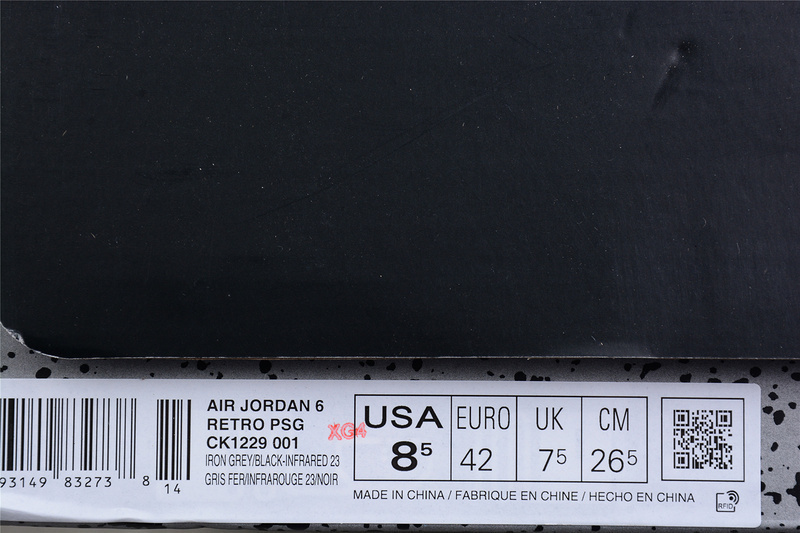 AIR JORDAN 6
RETRO PSG
CK1229 001
IRON GREY/BLACK-INFRARED 23
GRIS FER/INFRAROUGE 23/NOIR
XG4
USA EURO UK CM
8⁵ 42 7⁵ 26⁵
MADE IN CHINA / FABRIQUE EN CHINE / HECHO EN CHINA
RFID
93149 83273 8
14